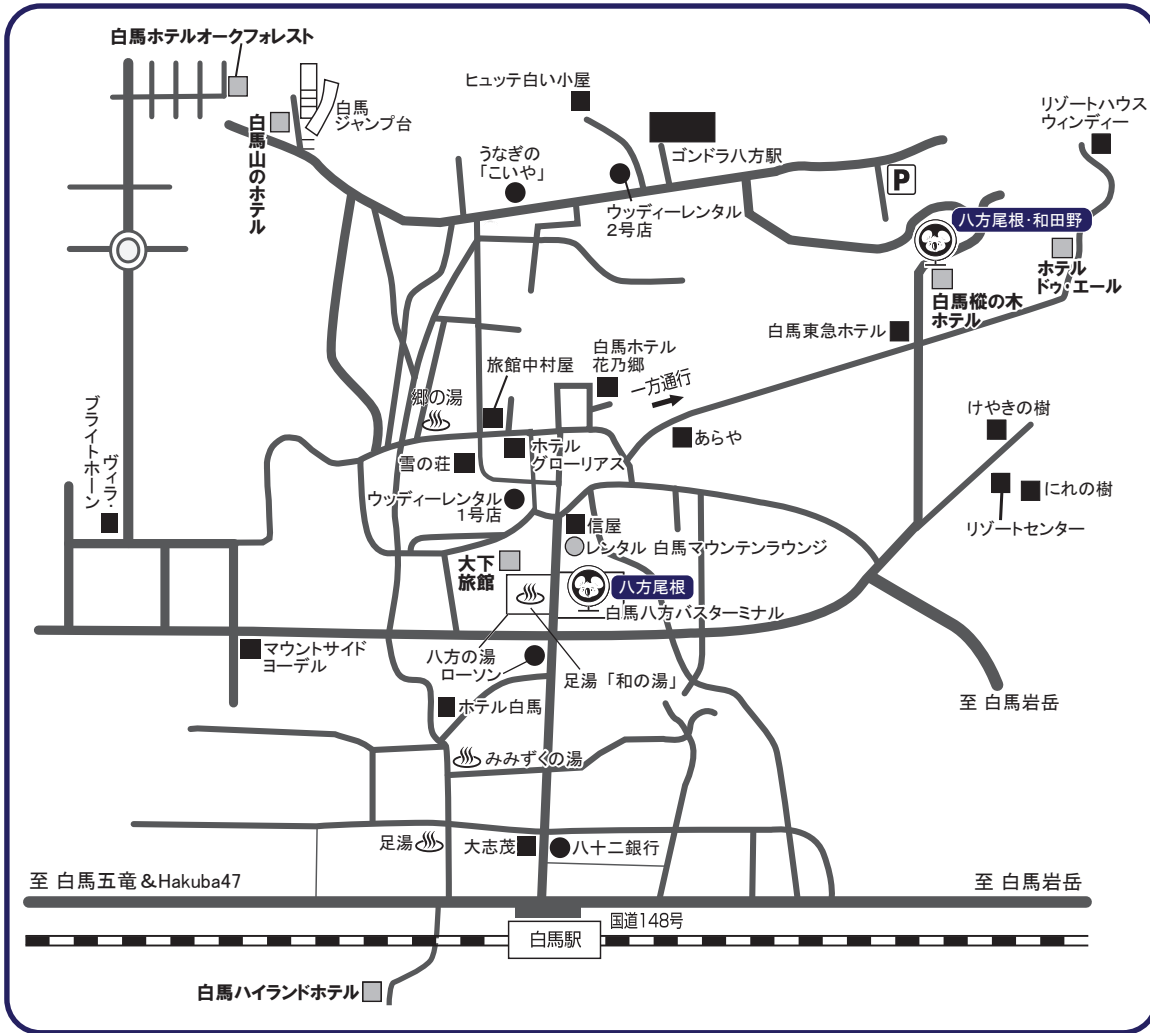 白馬ホテルオークフォレスト
白馬
ジャンプ台
白馬山のホテル
ヒュッテ白い小屋
うなぎの
「こいや」
ゴンドラ八方駅
ウッディーレンタル
2号店
リゾートハウス
ウィンディー
P
八方尾根・和田野
ホテル
ドゥ・エール
白馬樅の木
ホテル
白馬東急ホテル
白馬ホテル
花乃郷
一方通行
旅館中村屋
郷の湯
けやきの樹
あらや
ホテル
グローリアス
雪の荘
ヴィラ・
ブライトホーン
ウッディーレンタル
1号店
にれの樹
リゾートセンター
信屋
レンタル 白馬マウンテンラウンジ
大下
旅館
八方尾根
白馬八方バスターミナル
マウントサイド
ヨーデル
八方の湯
ローソン
足湯「和の湯」
ホテル白馬
至 白馬岩岳
みみずくの湯
足湯
大志茂
八十二銀行
至 白馬五竜&Hakuba47
至 白馬岩岳
国道148号
白馬駅
白馬ハイランドホテル